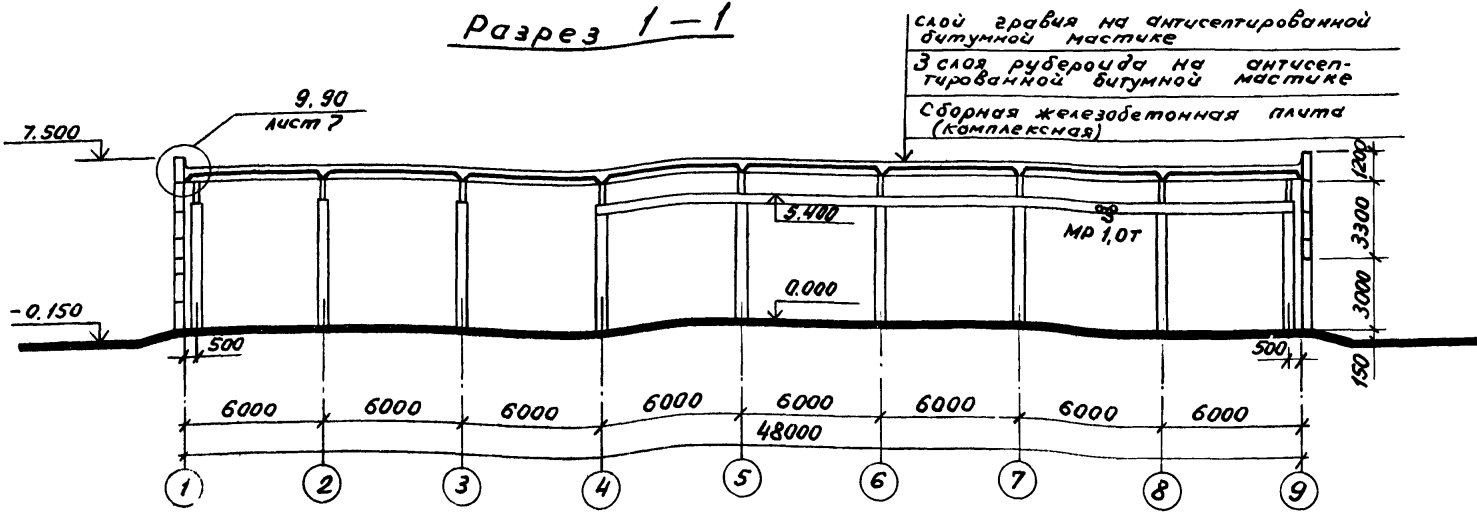 Разрез 1-1
слой гравия на антисептированной
битумной мастике
3 слоя рубероида на антисеп-
тированной битумной мастике
Сборная железобетонная плита
(комплексная)
9.90
лист 7
7.500
1200
5.400
МР 1,0т
3300
0.000
3000
-0.150
500
500
150
6000 6000 6000 6000 6000 6000 6000 6000
48000
1 2 3 4 5 6 7 8 9